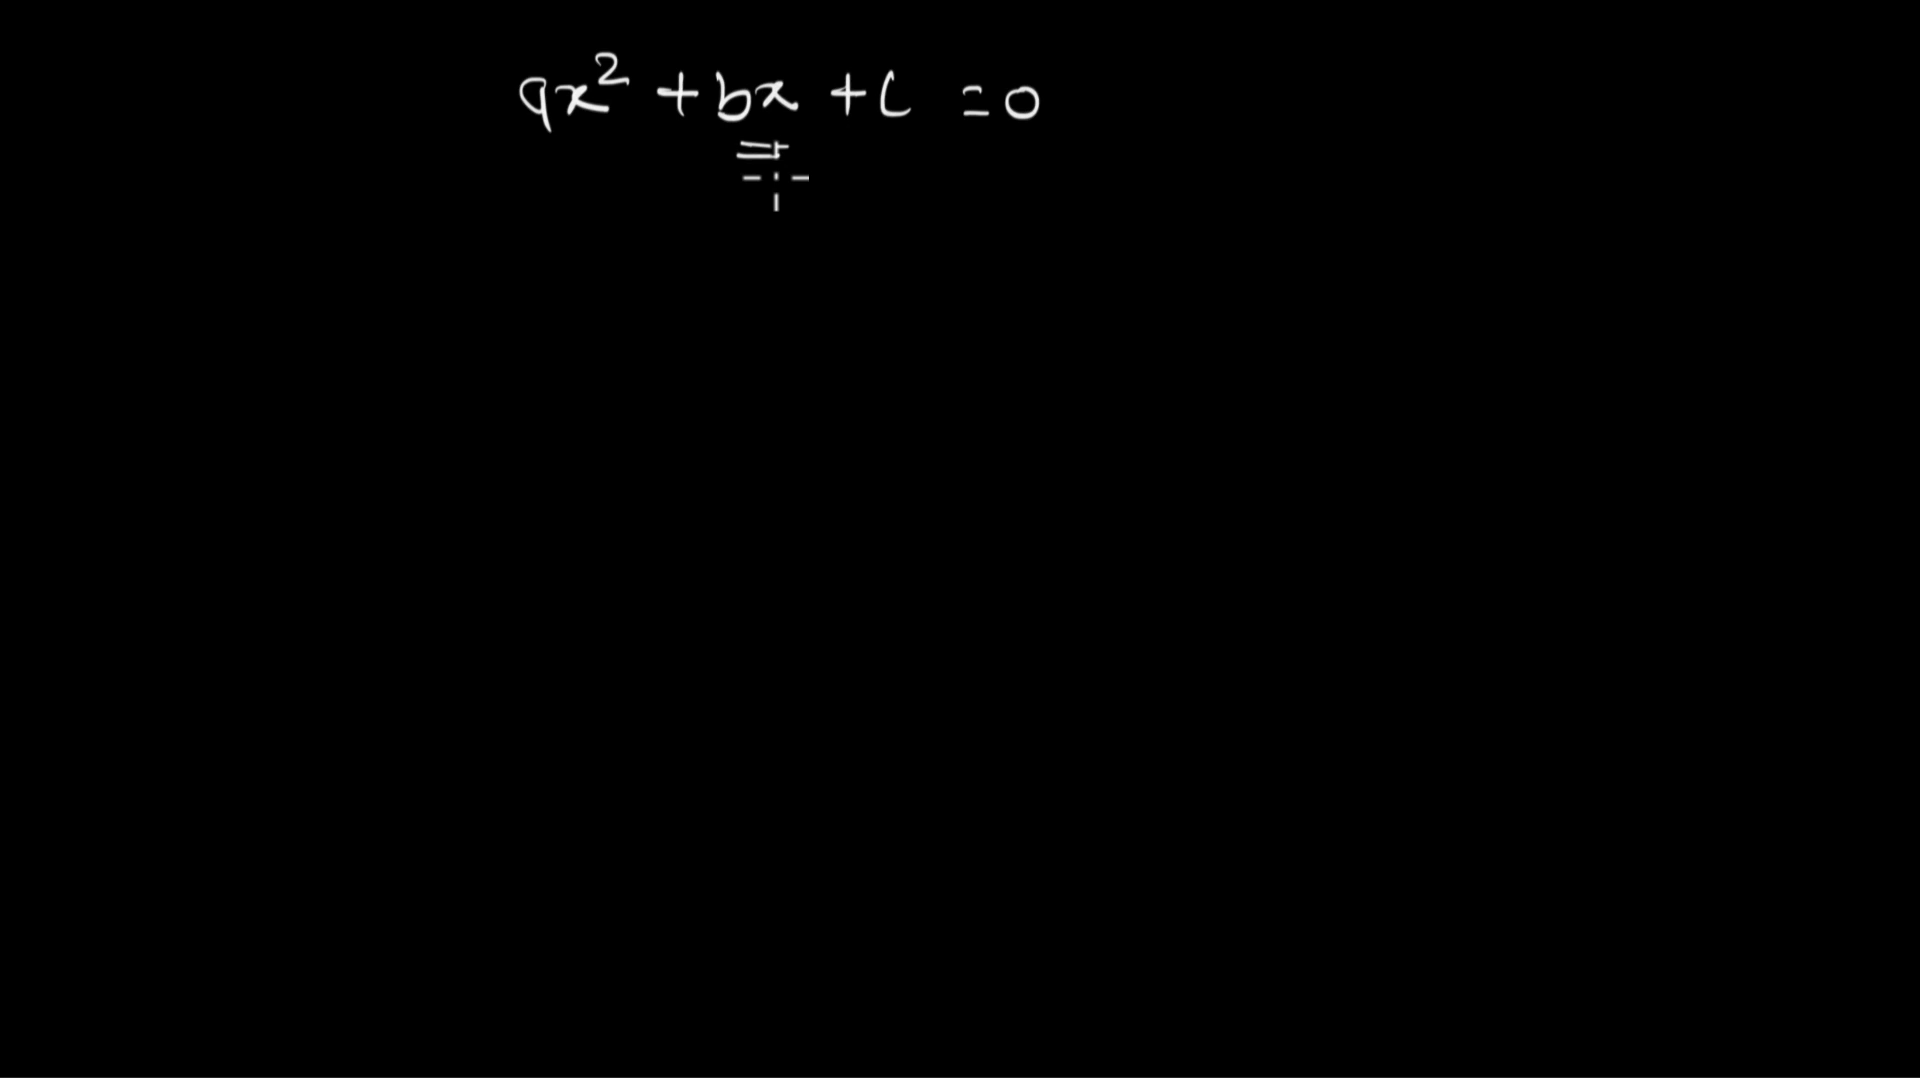 ax² + bx + c = 0